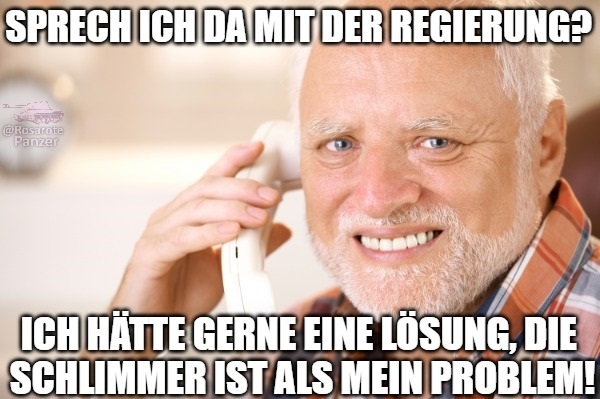 SPRECH ICH DA MIT DER REGIERUNG?
@Rosarote
Panzer
ICH HÄTTE GERNE EINE LÖSUNG, DIE
SCHLIMMER IST ALS MEIN PROBLEM!